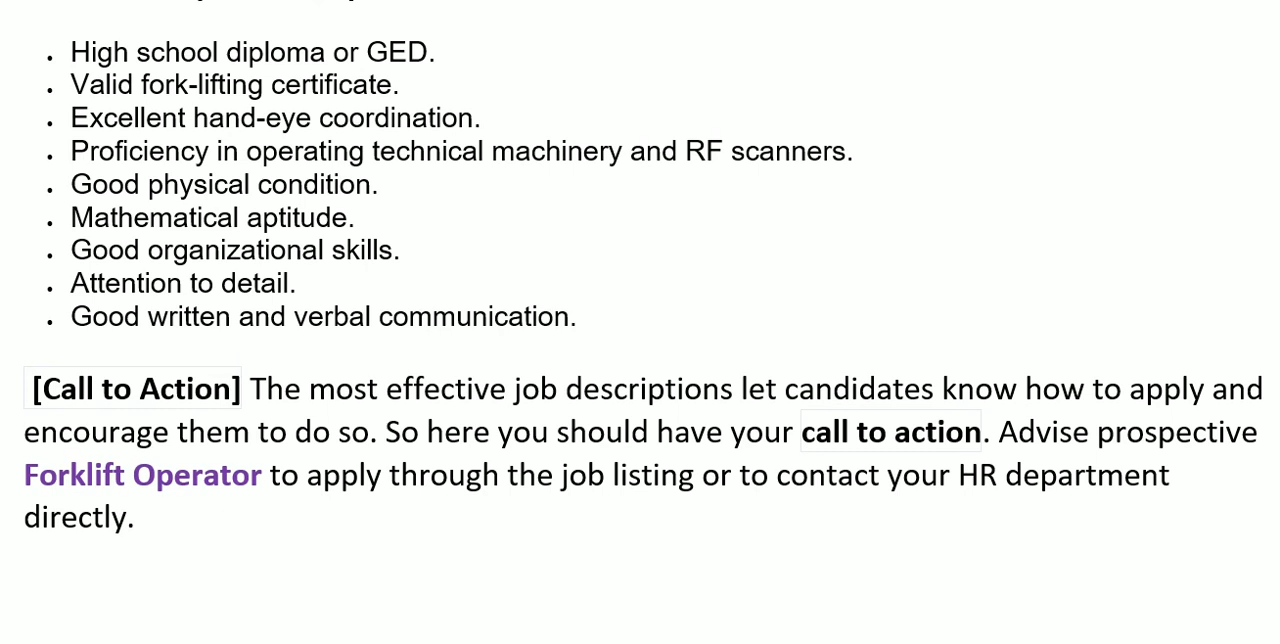 • High school diploma or GED.
• Valid fork-lifting certificate.
• Excellent hand-eye coordination.
• Proficiency in operating technical machinery and RF scanners.
• Good physical condition.
• Mathematical aptitude.
• Good organizational skills.
• Attention to detail.
• Good written and verbal communication.
[Call to Action] The most effective job descriptions let candidates know how to apply and
encourage them to do so. So here you should have your call to action. Advise prospective
Forklift Operator to apply through the job listing or to contact your HR department
directly.